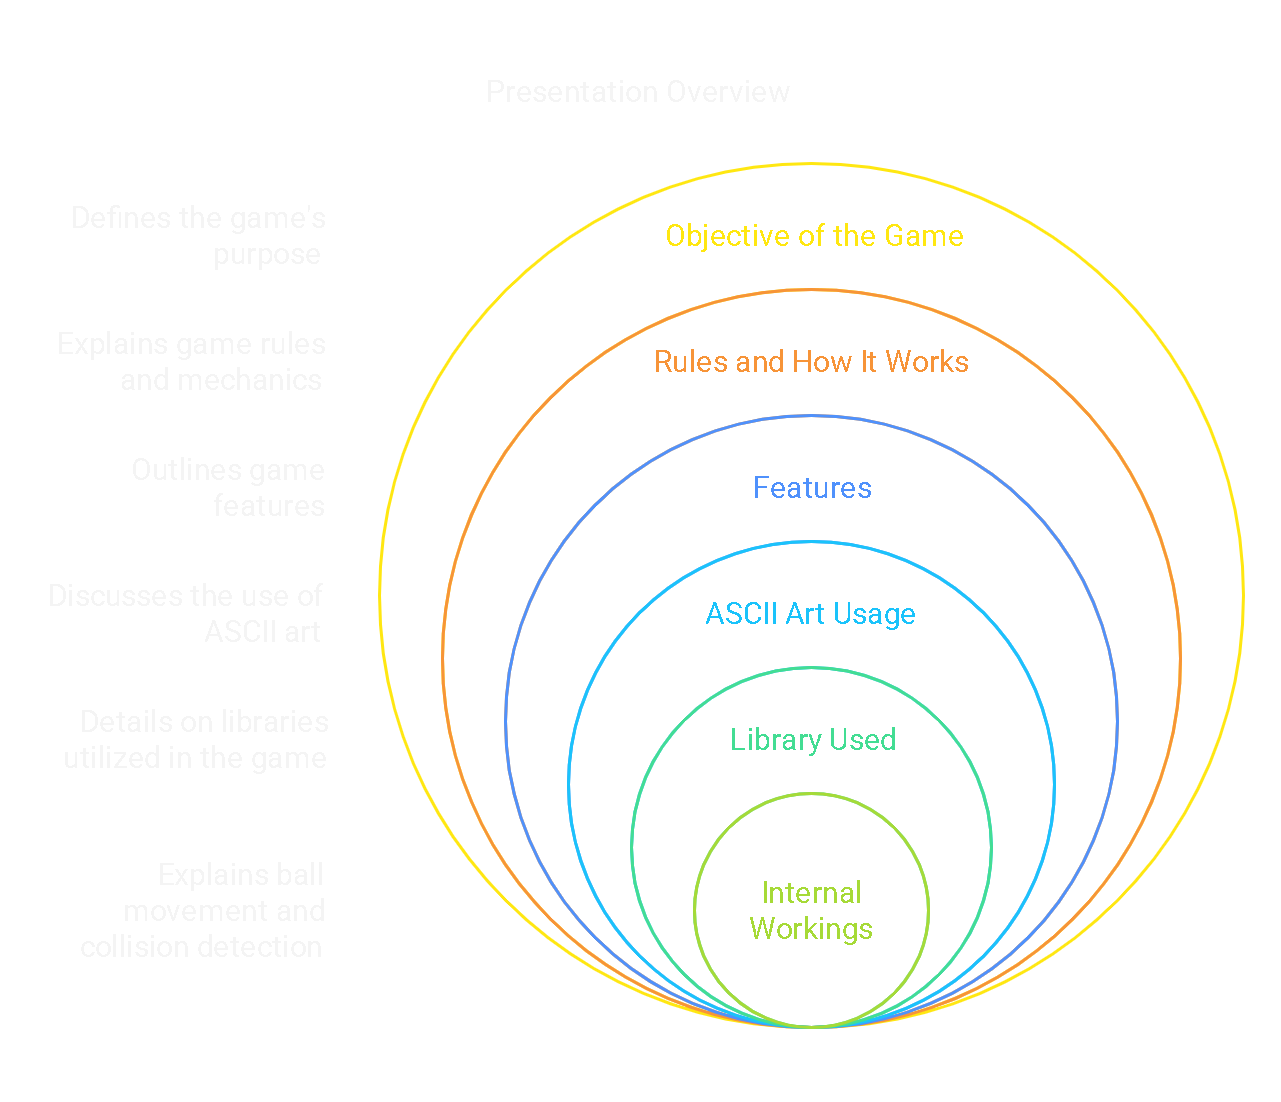 Presentation Overview
Defines the game's
purpose
Objective of the Game
Explains game rules
and mechanics
Rules and How It Works
Outlines game
features
Features
Discusses the use of
ASCII art
ASCII Art Usage
Details on libraries
utilized in the game
Library Used
Explains ball
movement and
collision detection
Internal
Workings